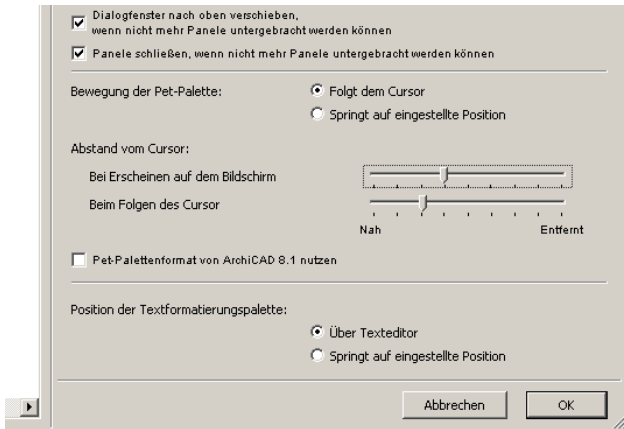 Dialogfenster nach oben verschieben,
wenn nicht mehr Panele untergebracht werden können
Panele schließen, wenn nicht mehr Panele untergebracht werden können
Bewegung der Pet-Palette:
Folgt dem Cursor
Springt auf eingestellte Position
Abstand vom Cursor:
Bei Erscheinen auf dem Bildschirm
Beim Folgen des Cursor
Nah Entfernt
Pet-Palettenformat von ArchiCAD 8.1 nutzen
Position der Textformatierungspalette:
Über Texteditor
Springt auf eingestellte Position
Abbrechen OK